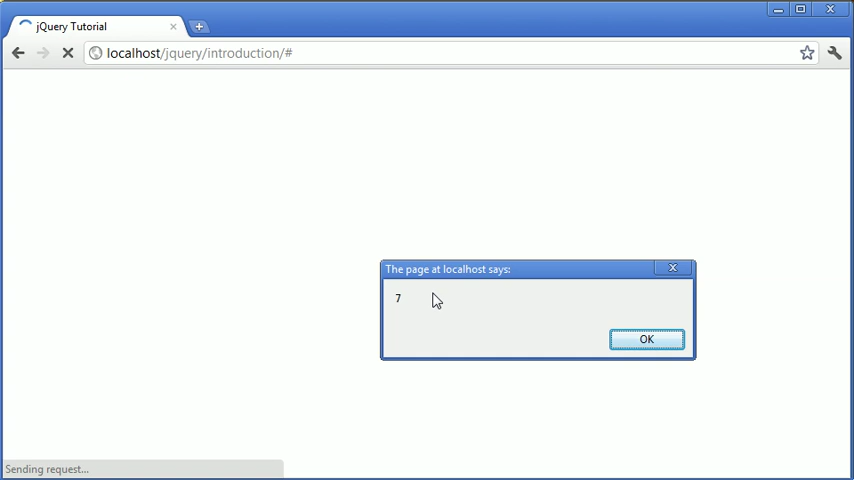 jQuery Tutorial
localhost/jquery/introduction/#
The page at localhost says:
7
OK
Sending request...